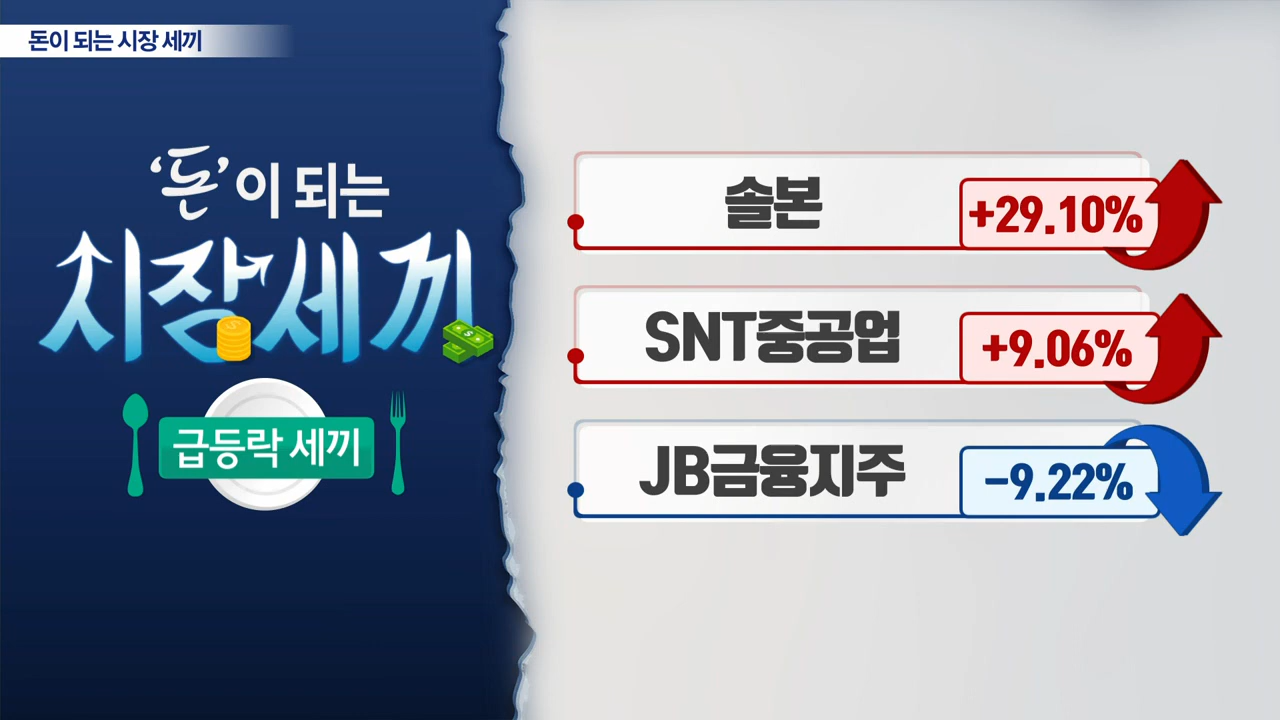 돈이 되는 시장 세끼
‘돈’이 되는
시장세끼
급등락 세끼
솔본
+29.10%
SNT중공업
+9.06%
JB금융지주
-9.22%